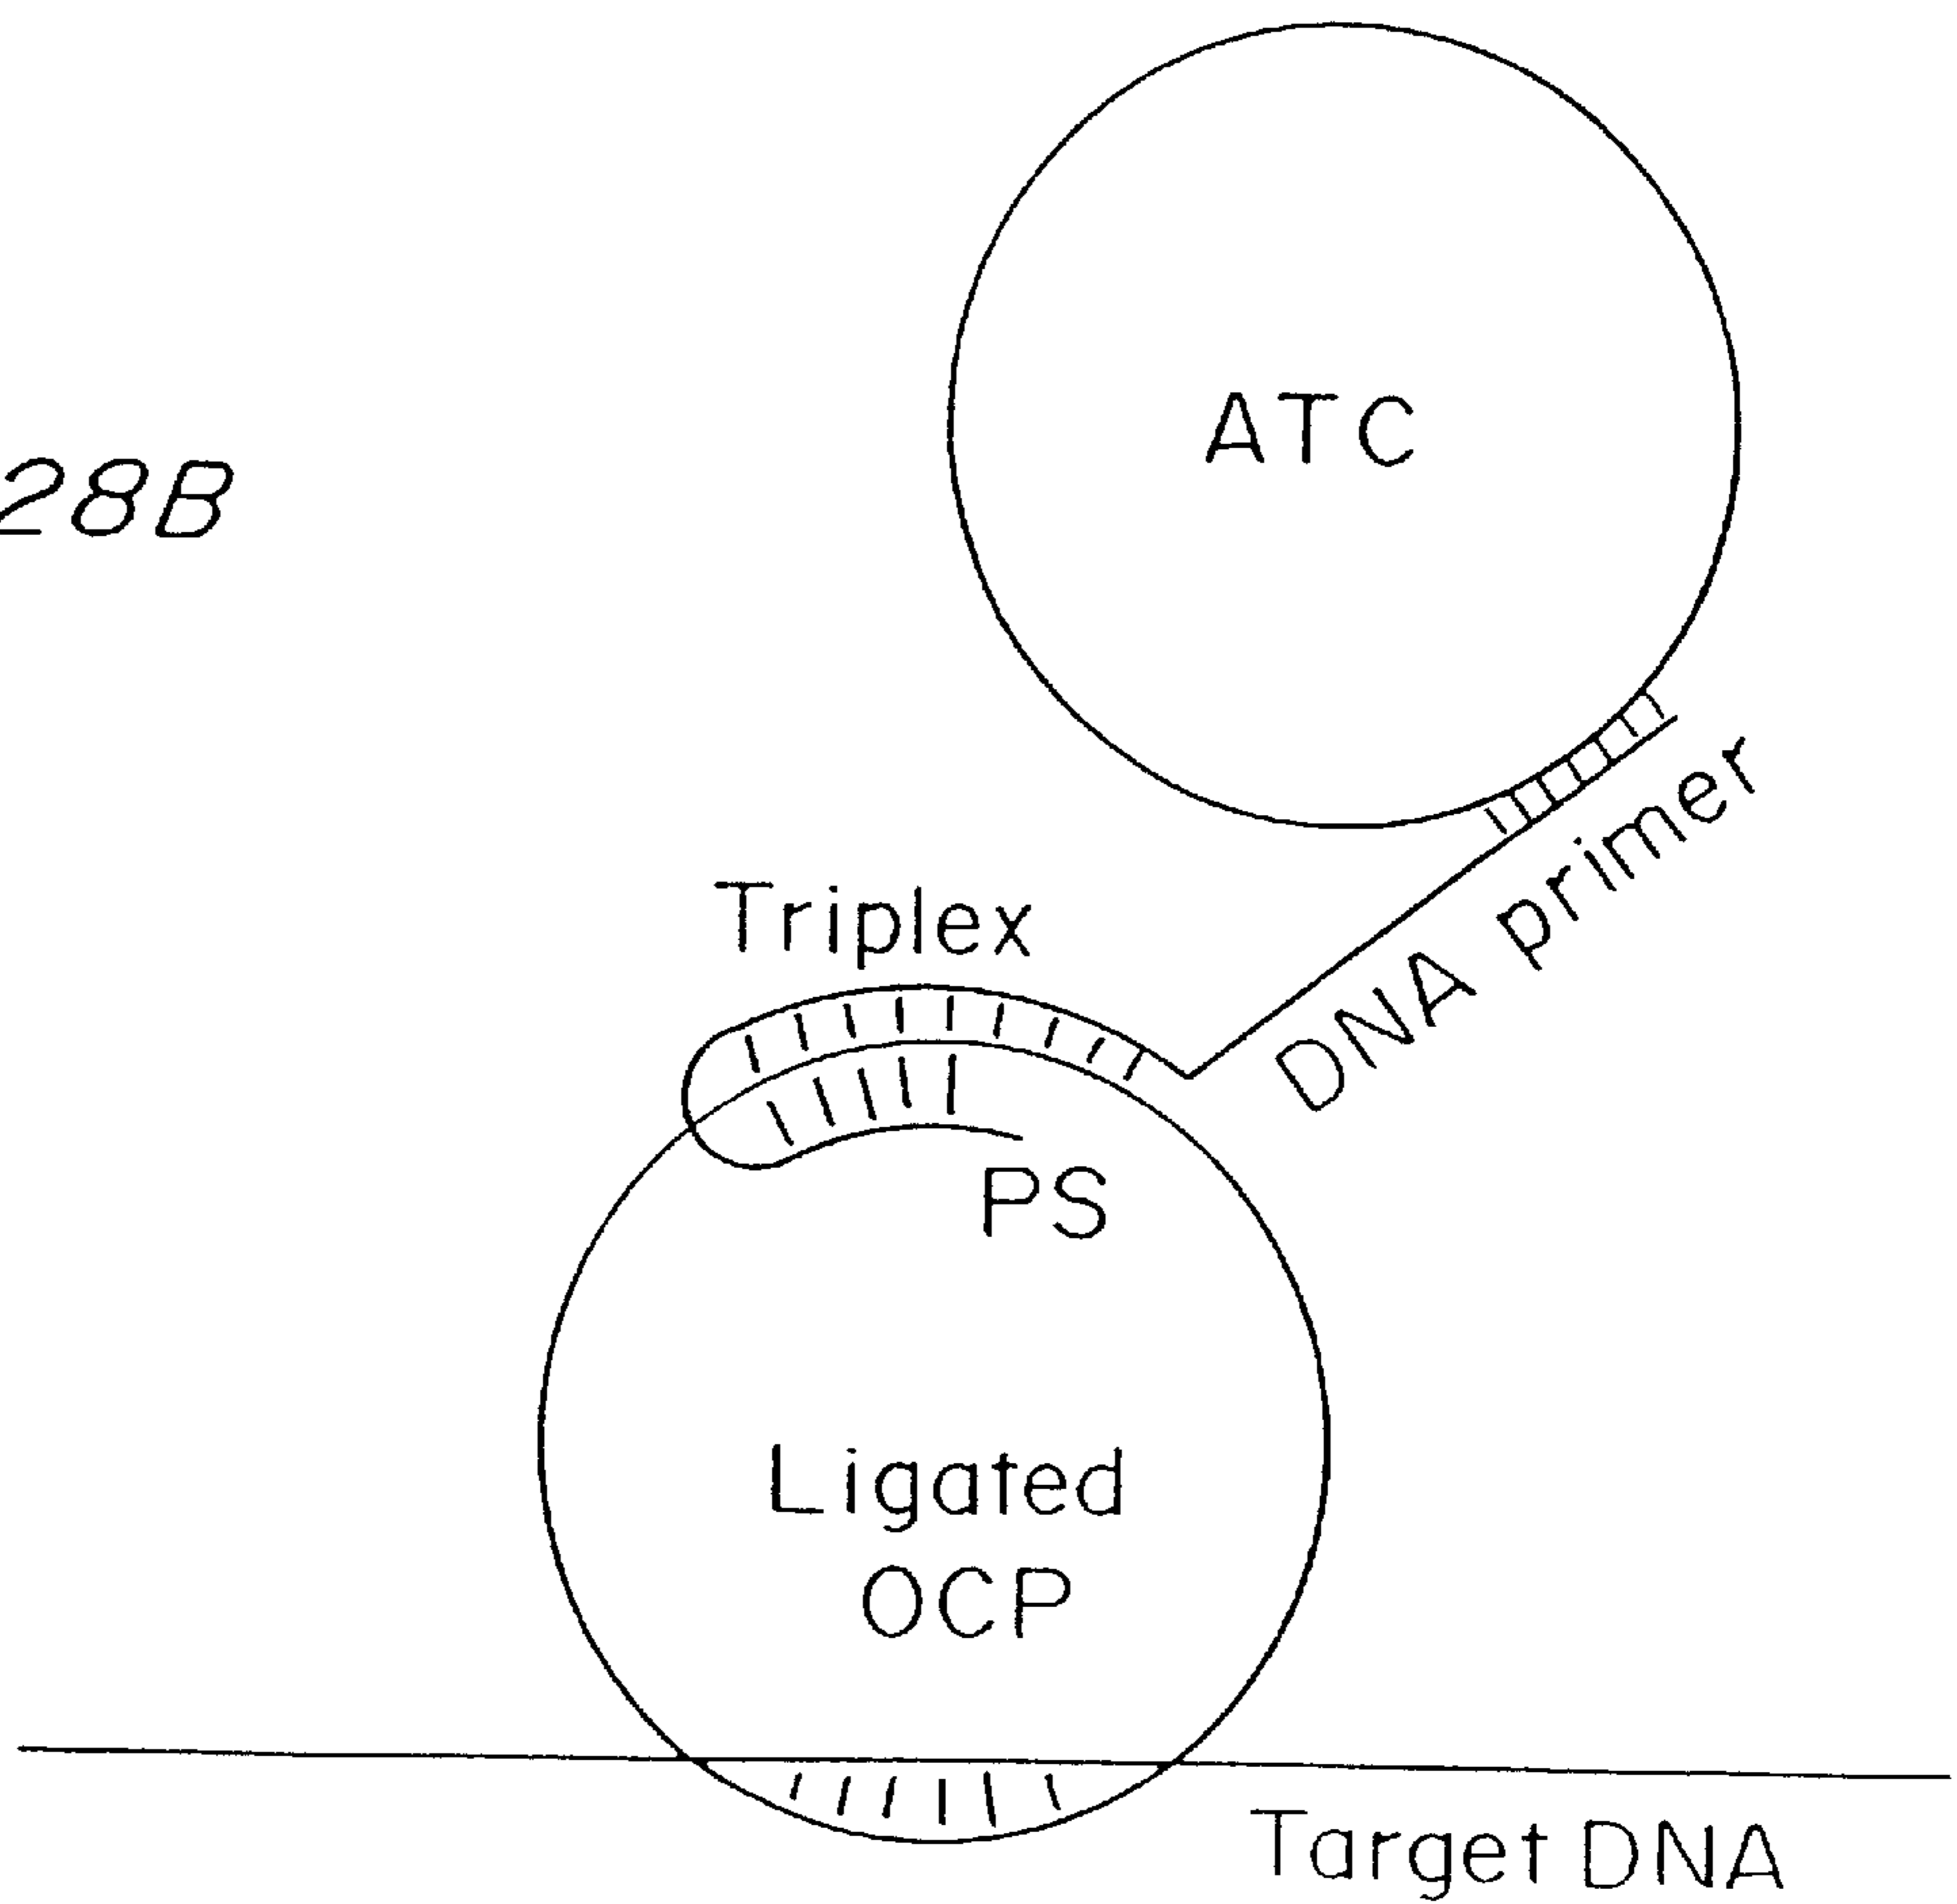 ATC
28B
DNA primer
Triplex
PS
Ligated
OCP
Target DNA